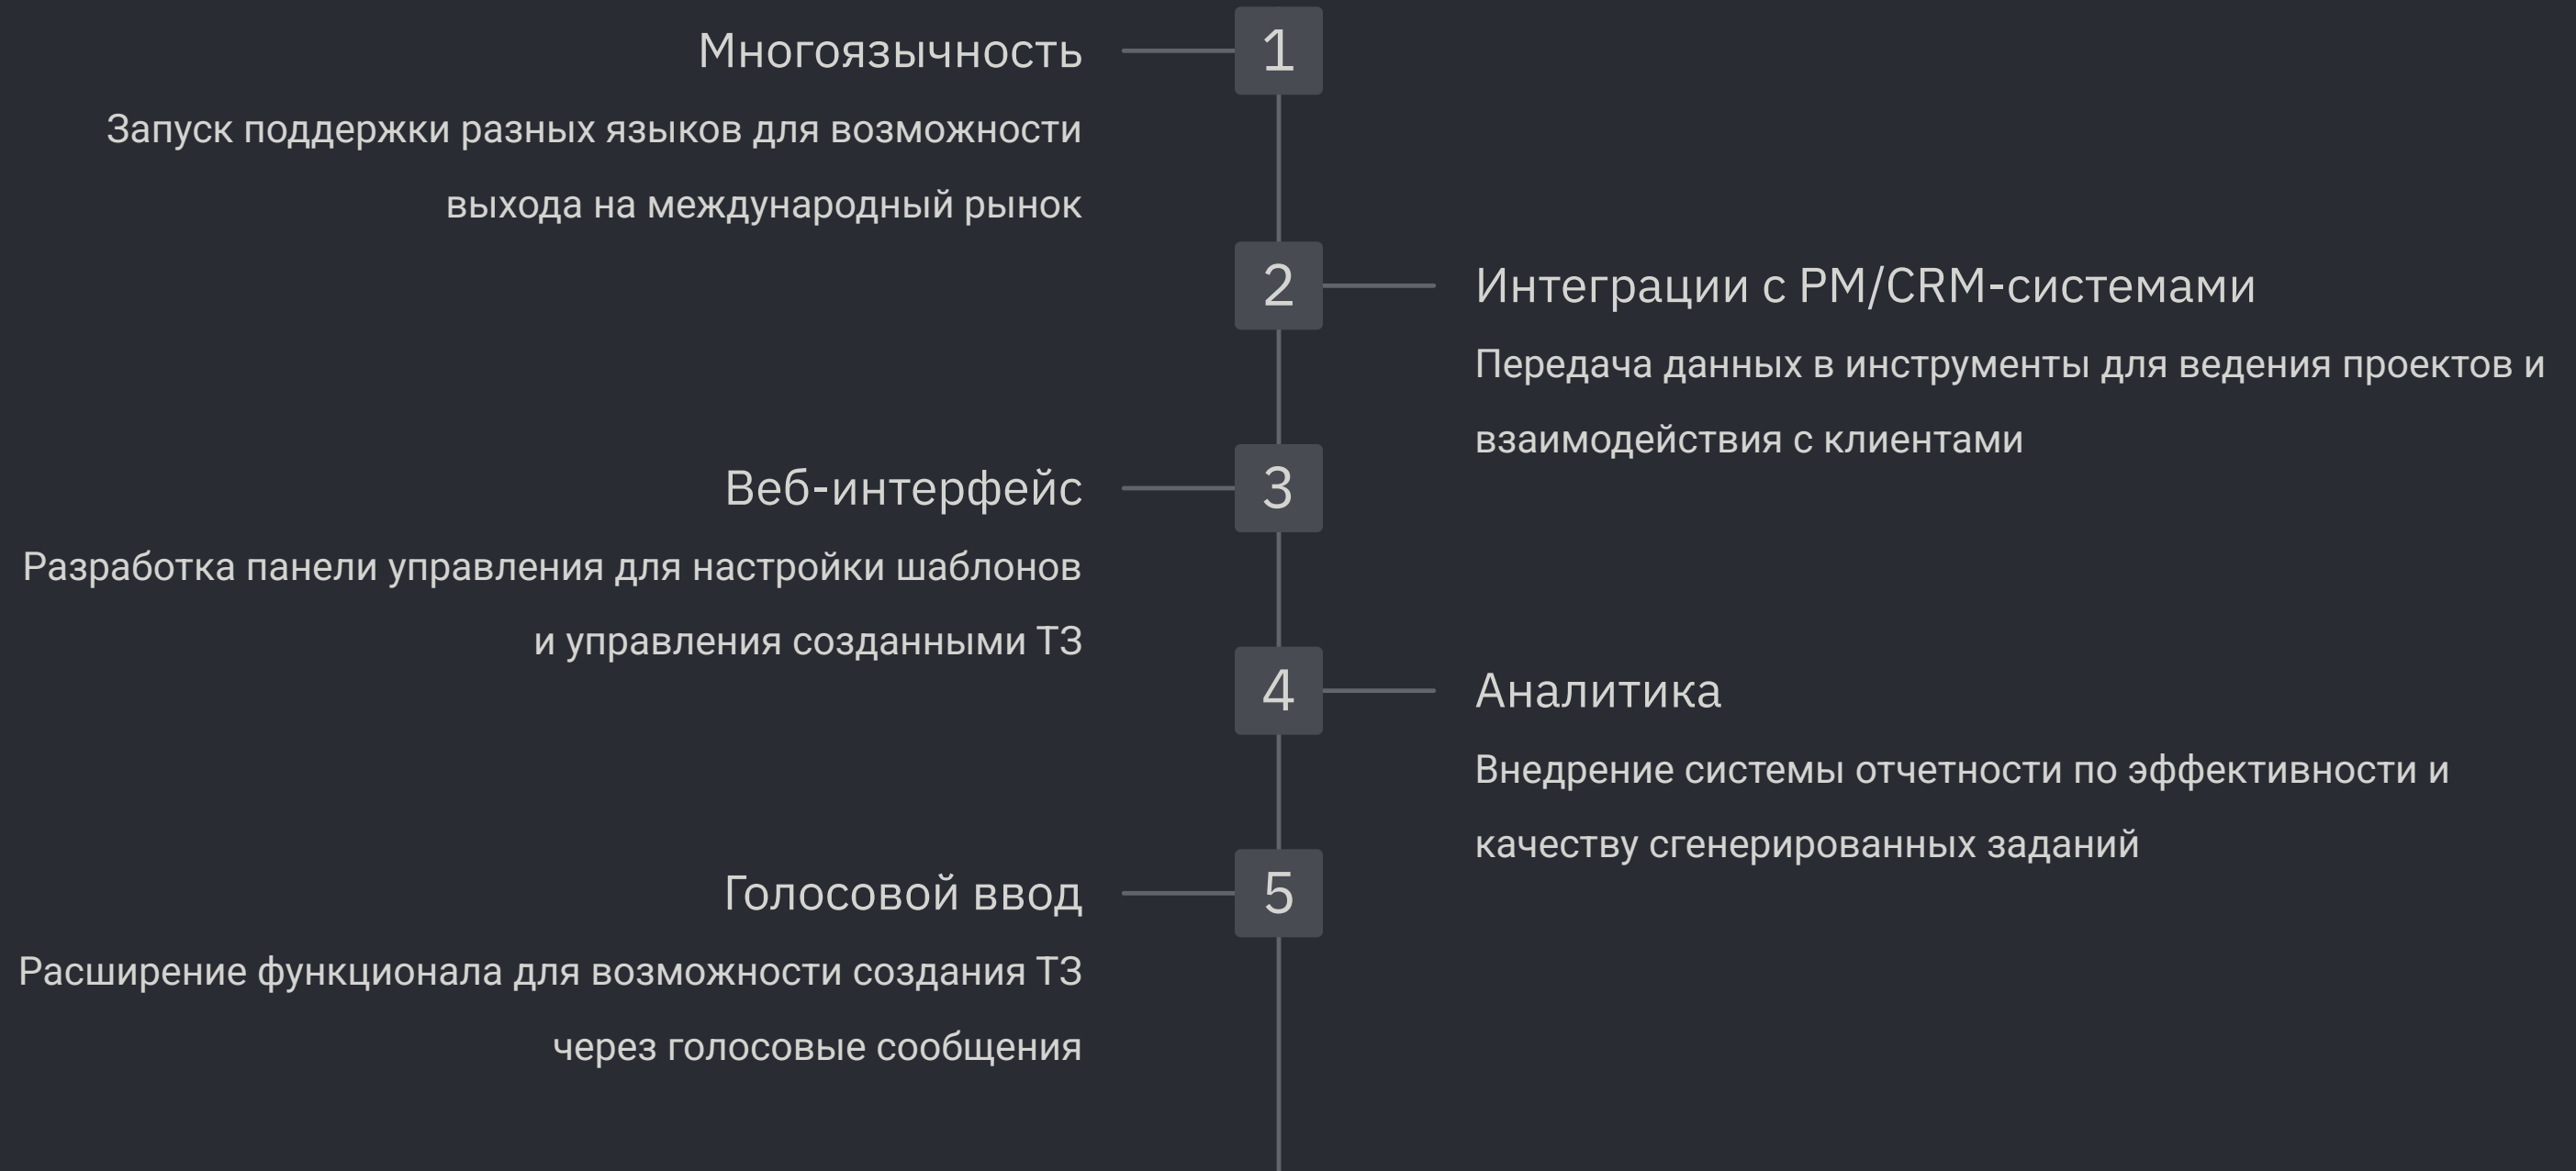 1
Многоязычность
Запуск поддержки разных языков для возможности
выхода на международный рынок
2
Интеграции с PM/CRM-системами
Передача данных в инструменты для ведения проектов и
взаимодействия с клиентами
3
Веб-интерфейс
Разработка панели управления для настройки шаблонов
и управления созданными ТЗ
4
Аналитика
Внедрение системы отчетности по эффективности и
качеству сгенерированных заданий
5
Голосовой ввод
Расширение функционала для возможности создания ТЗ
через голосовые сообщения